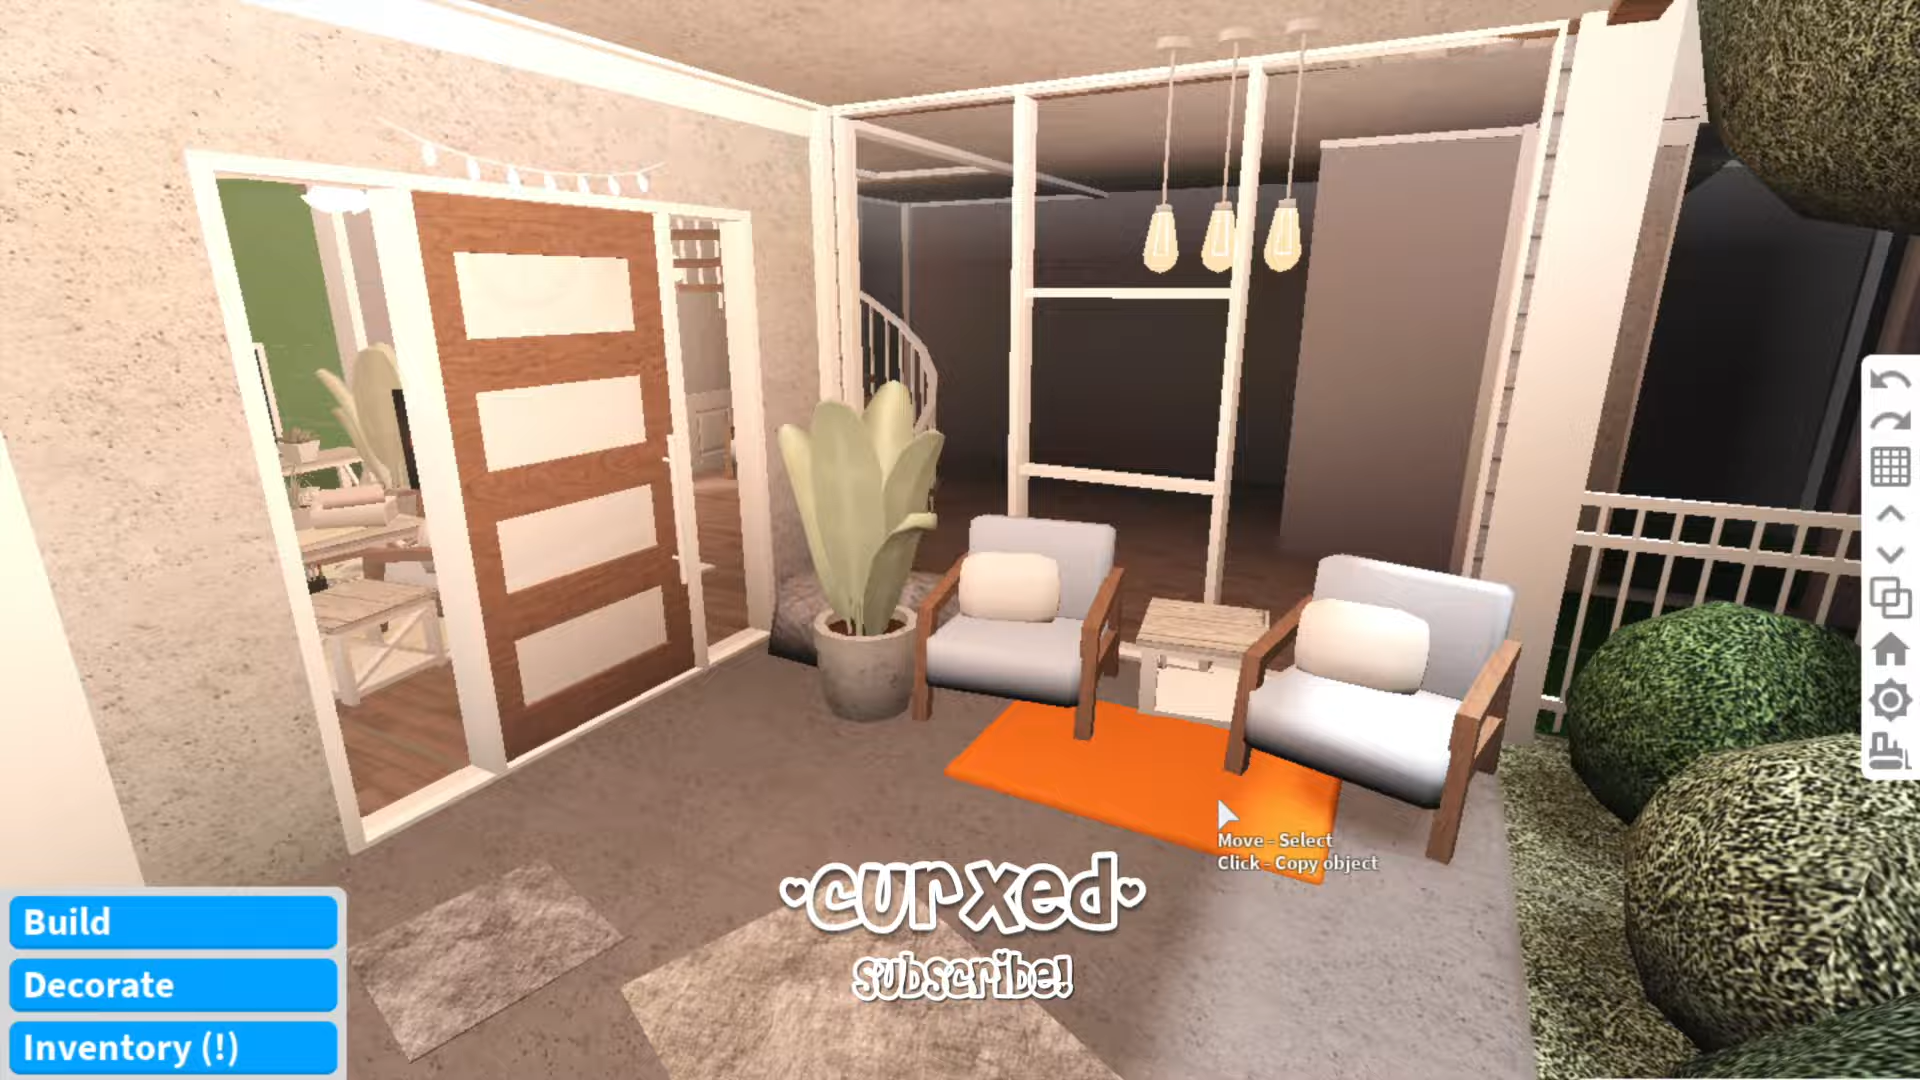 Move - Select
Click - Copy object
curxed
subscribe!
Build
Decorate
Inventory (!)